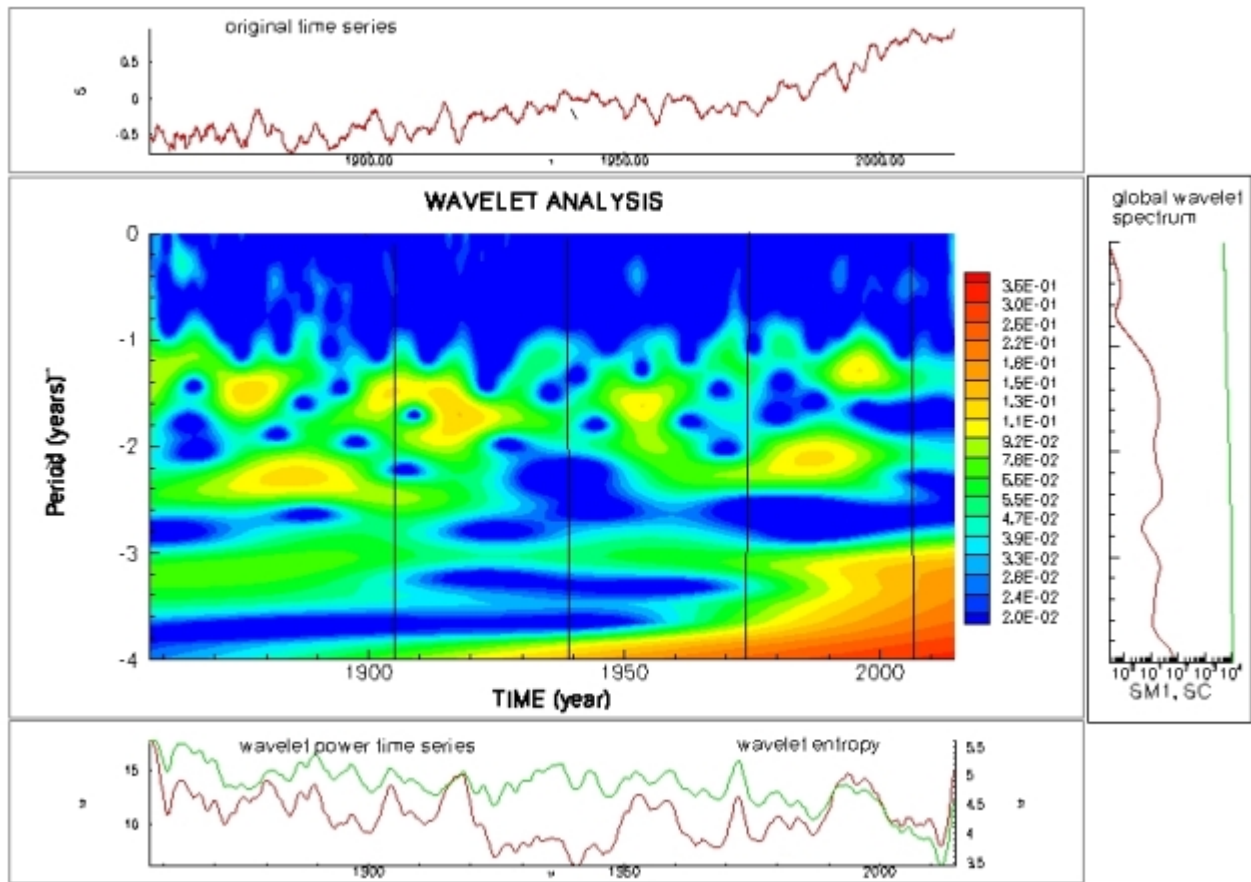 original time series
0.5
0
-0.5
1900.00
1950.00
2000.00
WAVELET ANALYSIS
0
-1
-2
-3
-4
Period (years)
1900
1950
2000
TIME (year)
3.5E-01
3.0E-01
2.5E-01
1.8E-01
1.5E-01
1.3E-01
1.1E-01
9.2E-02
7.8E-02
6.6E-02
5.5E-02
4.7E-02
3.9E-02
3.3E-02
2.8E-02
2.4E-02
2.0E-02
global wavelet
spectrum
10⁰ 10¹ 10² 10³ 10⁴
SM1, SC
wavelet power time series
wavelet entropy
15
10
5.5
5
4.5
4
3.5
1900
1950
2000